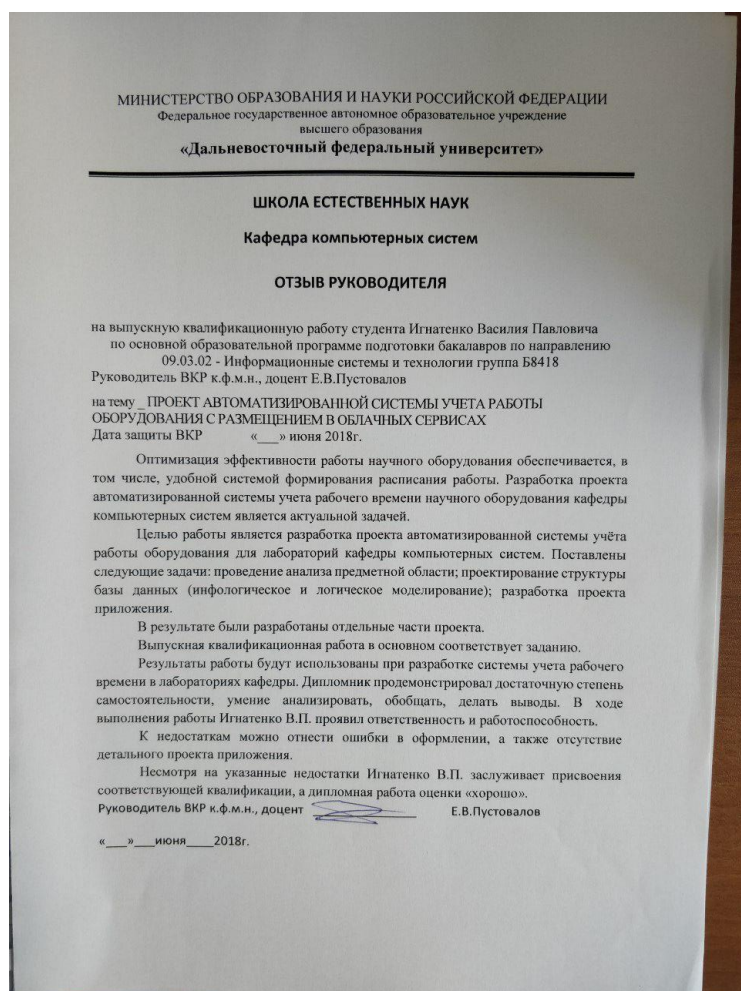 МИНИСТЕРСТВО ОБРАЗОВАНИЯ И НАУКИ РОССИЙСКОЙ ФЕДЕРАЦИИ
Федеральное государственное автономное образовательное учреждение
высшего образования
«Дальневосточный федеральный университет»
ШКОЛА ЕСТЕСТВЕННЫХ НАУК
Кафедра компьютерных систем
ОТЗЫВ РУКОВОДИТЕЛЯ
на выпускную квалификационную работу студента Игнатенко Василия Павловича
по основной образовательной программе подготовки бакалавров по направлению
09.03.02 - Информационные системы и технологии группа Б8418
Руководитель ВКР к.ф.м.н., доцент Е.В.Пустовалов
на тему _ ПРОЕКТ АВТОМАТИЗИРОВАННОЙ СИСТЕМЫ УЧЕТА РАБОТЫ
ОБОРУДОВАНИЯ С РАЗМЕЩЕНИЕМ В ОБЛАЧНЫХ СЕРВИСАХ
Дата защиты ВКР «___» июня 2018г.
Оптимизация эффективности работы научного оборудования обеспечивается, в
том числе, удобной системой формирования расписания работы. Разработка проекта
автоматизированной системы учета рабочего времени научного оборудования кафедры
компьютерных систем является актуальной задачей.
Целью работы является разработка проекта автоматизированной системы учёта
работы оборудования для лабораторий кафедры компьютерных систем. Поставлены
следующие задачи: проведение анализа предметной области; проектирование структуры
базы данных (инфологическое и логическое моделирование); разработка проекта
приложения.
В результате были разработаны отдельные части проекта.
Выпускная квалификационная работа в основном соответствует заданию.
Результаты работы будут использованы при разработке системы учета рабочего
времени в лабораториях кафедры. Дипломник продемонстрировал достаточную степень
самостоятельности, умение анализировать, обобщать, делать выводы. В ходе
выполнения работы Игнатенко В.П. проявил ответственность и работоспособность.
К недостаткам можно отнести ошибки в оформлении, а также отсутствие
детального проекта приложения.
Несмотря на указанные недостатки Игнатенко В.П. заслуживает присвоения
соответствующей квалификации, а дипломная работа оценки «хорошо».
Руководитель ВКР к.ф.м.н., доцент ____________ Е.В.Пустовалов
«___»___июня____2018г.